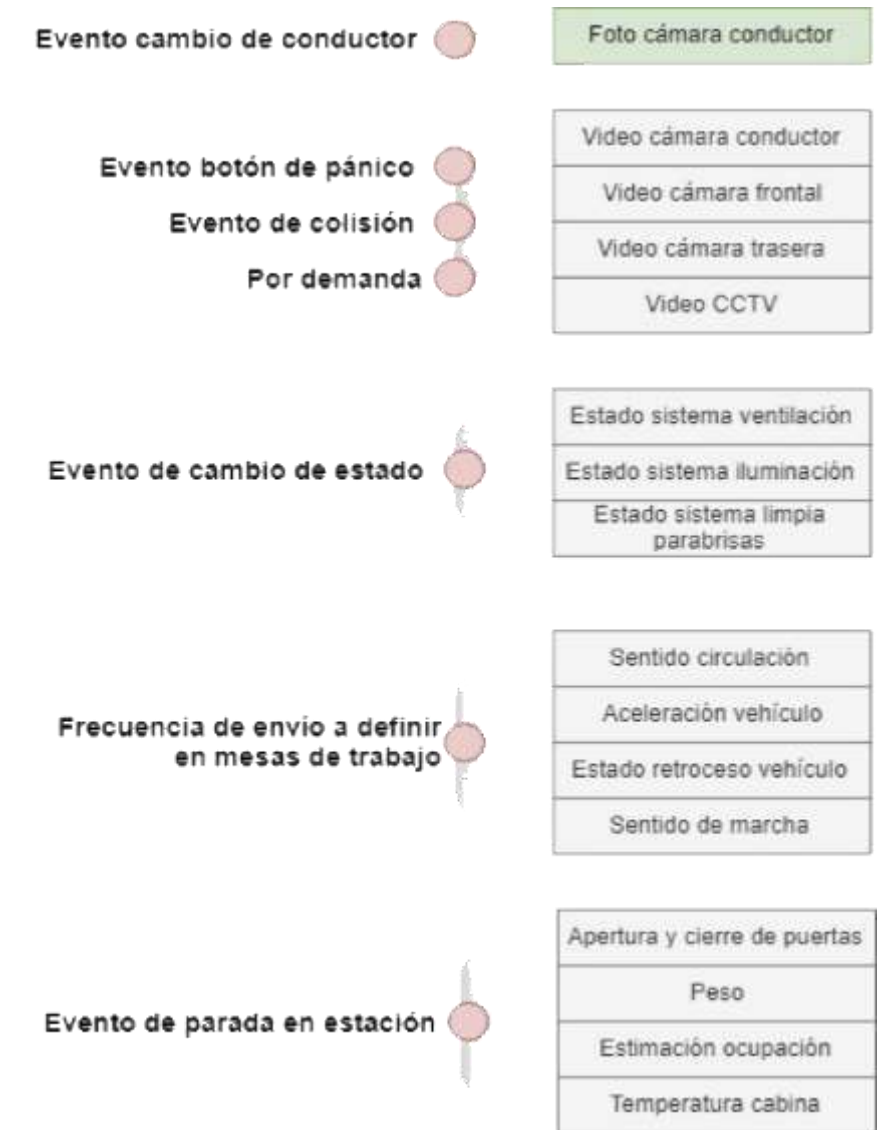 Evento cambio de conductor
Foto cámara conductor
Evento botón de pánico
Evento de colisión
Por demanda
Video cámara conductor
Video cámara frontal
Video cámara trasera
Video CCTV
Evento de cambio de estado
Estado sistema ventilación
Estado sistema iluminación
Estado sistema limpia
parabrisas
Frecuencia de envío a definir
en mesas de trabajo
Sentido circulación
Aceleración vehículo
Estado retroceso vehículo
Sentido de marcha
Evento de parada en estación
Apertura y cierre de puertas
Peso
Estimación ocupación
Temperatura cabina